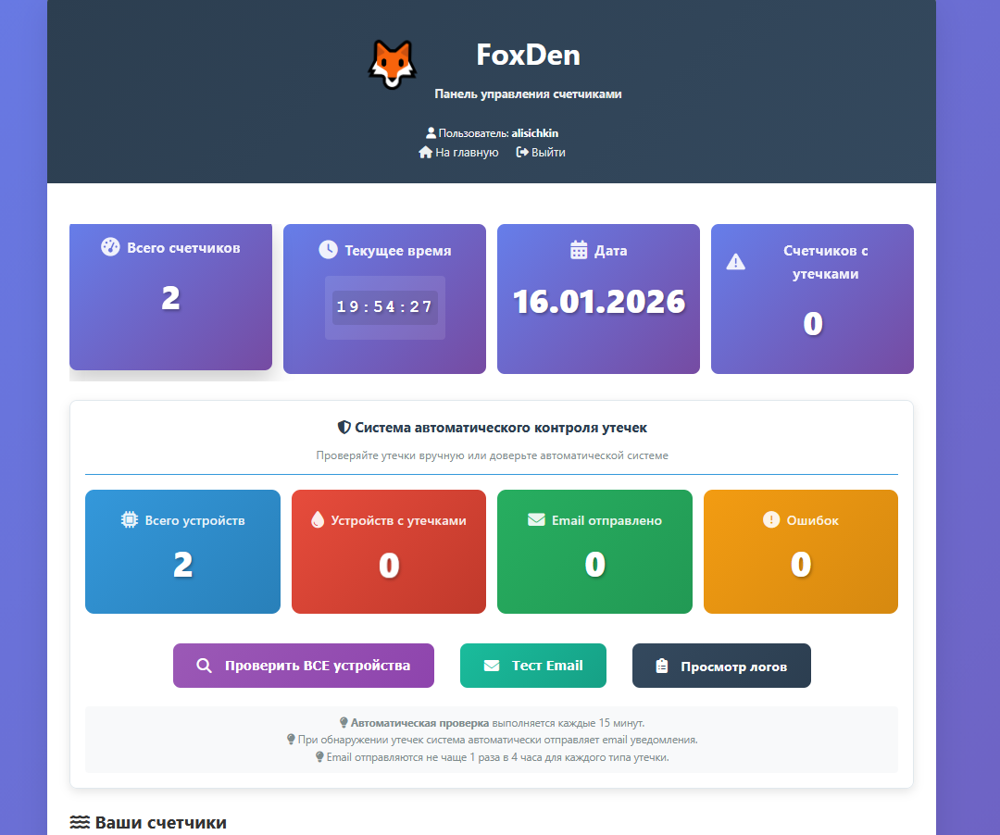 FoxDen
Панель управления счетчиками
Пользователь: alisichkin
На главную Выйти
Всего счетчиков
2
Текущее время
19:54:27
Дата
16.01.2026
Счетчиков с
утечками
0
Система автоматического контроля утечек
Проверяйте утечки вручную или доверьте автоматической системе
Всего устройств
2
Устройств с утечками
0
Email отправлено
0
Ошибок
0
Проверить ВСЕ устройства
Тест Email
Просмотр логов
Автоматическая проверка выполняется каждые 15 минут.
При обнаружении утечек система автоматически отправляет email уведомления.
Email отправляются не чаще 1 раза в 4 часа для каждого типа утечки.
Ваши счетчики